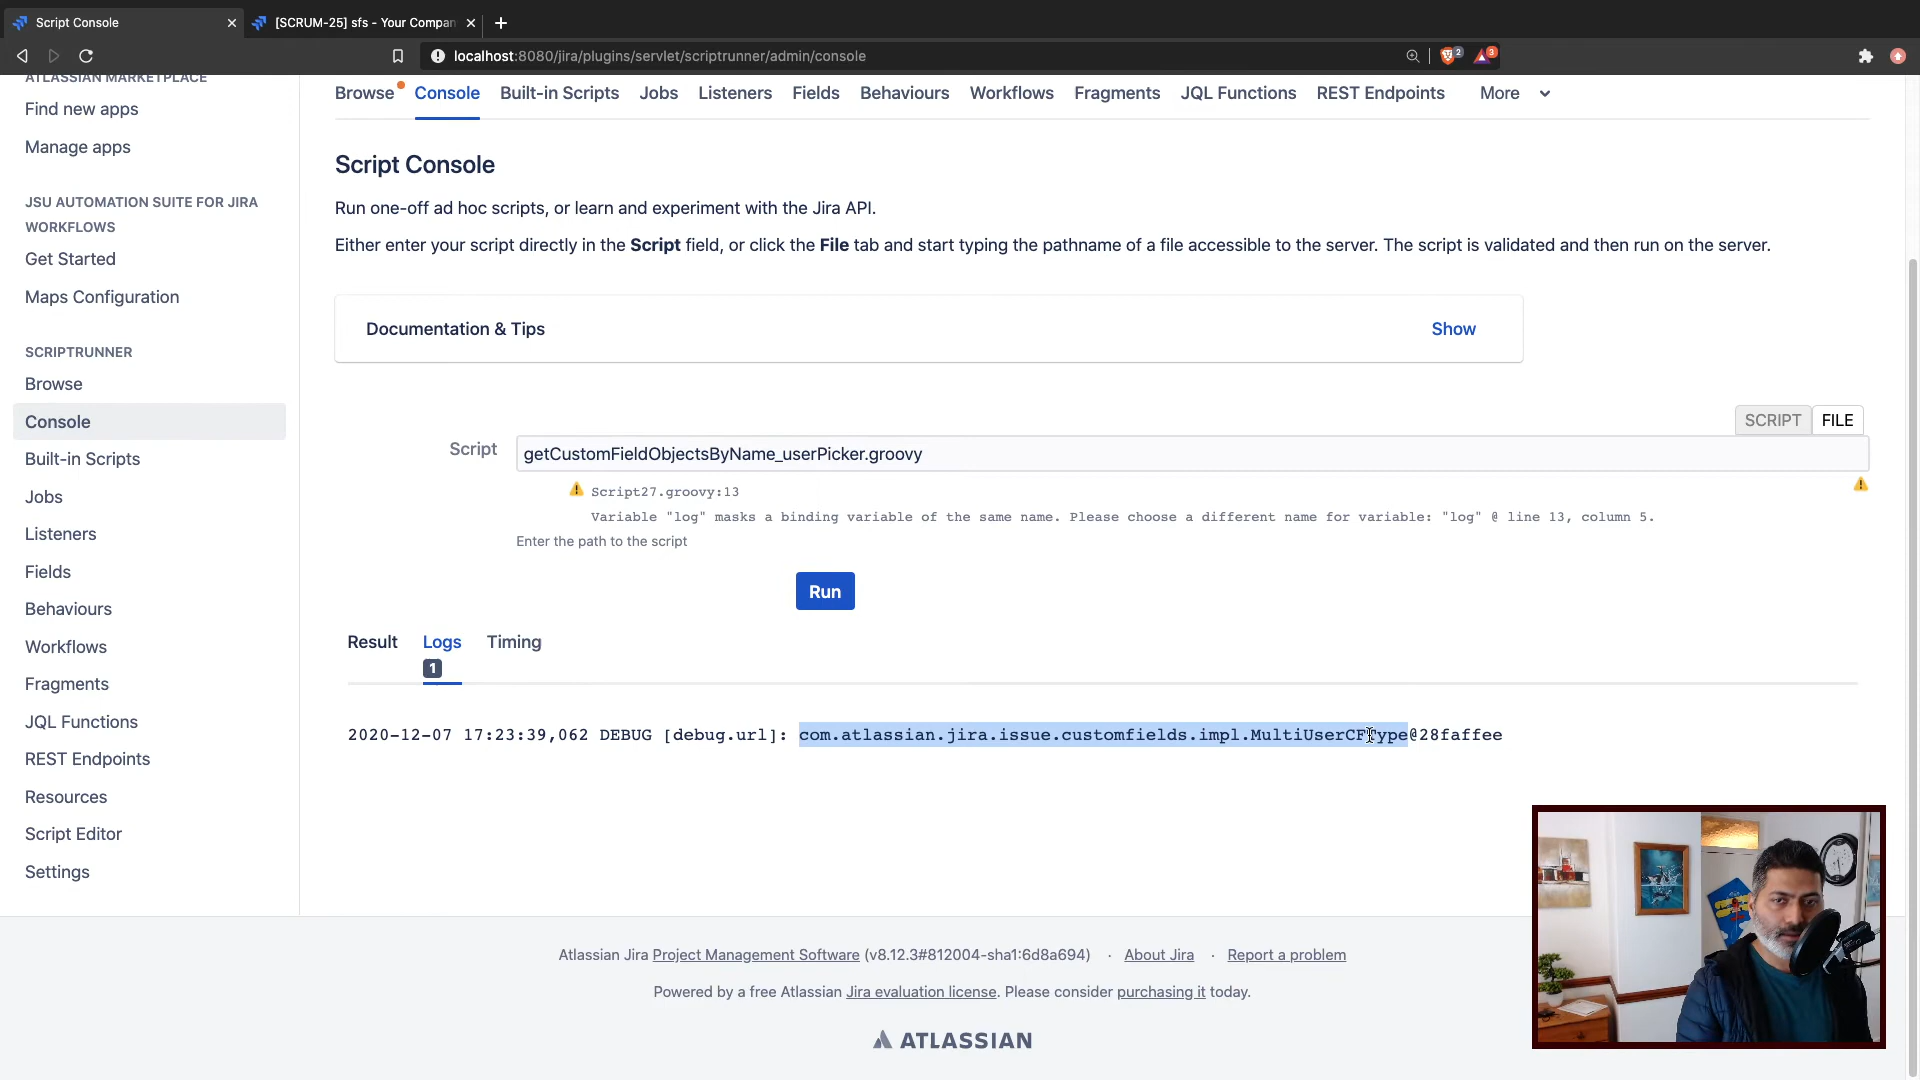 Script Console
[SCRUM-25] sfs - Your Compan
localhost:8080/jira/plugins/servlet/scriptrunner/admin/console
2
3
ATLASSIAN MARKETPLACE
Find new apps
Manage apps
JSU AUTOMATION SUITE FOR JIRA
WORKFLOWS
Get Started
Maps Configuration
SCRIPTRUNNER
Browse
Console
Built-in Scripts
Jobs
Listeners
Fields
Behaviours
Workflows
Fragments
JQL Functions
REST Endpoints
Resources
Script Editor
Settings
Browse Console Built-in Scripts Jobs Listeners Fields Behaviours Workflows Fragments JQL Functions REST Endpoints More
Script Console
Run one-off ad hoc scripts, or learn and experiment with the Jira API.
Either enter your script directly in the Script field, or click the File tab and start typing the pathname of a file accessible to the server. The script is validated and then run on the server.
Documentation & Tips Show
SCRIPT FILE
Script getCustomFieldObjectsByName_userPicker.groovy
Script27.groovy:13
Variable "log" masks a binding variable of the same name. Please choose a different name for variable: "log" @ line 13, column 5.
Enter the path to the script
Run
Result Logs Timing
1
2020-12-07 17:23:39,062 DEBUG [debug.url]: com.atlassian.jira.issue.customfields.impl.MultiUserCFType@28faffee
Atlassian Jira Project Management Software (v8.12.3#812004-sha1:6d8a694) · About Jira · Report a problem
Powered by a free Atlassian Jira evaluation license. Please consider purchasing it today.
ATLASSIAN